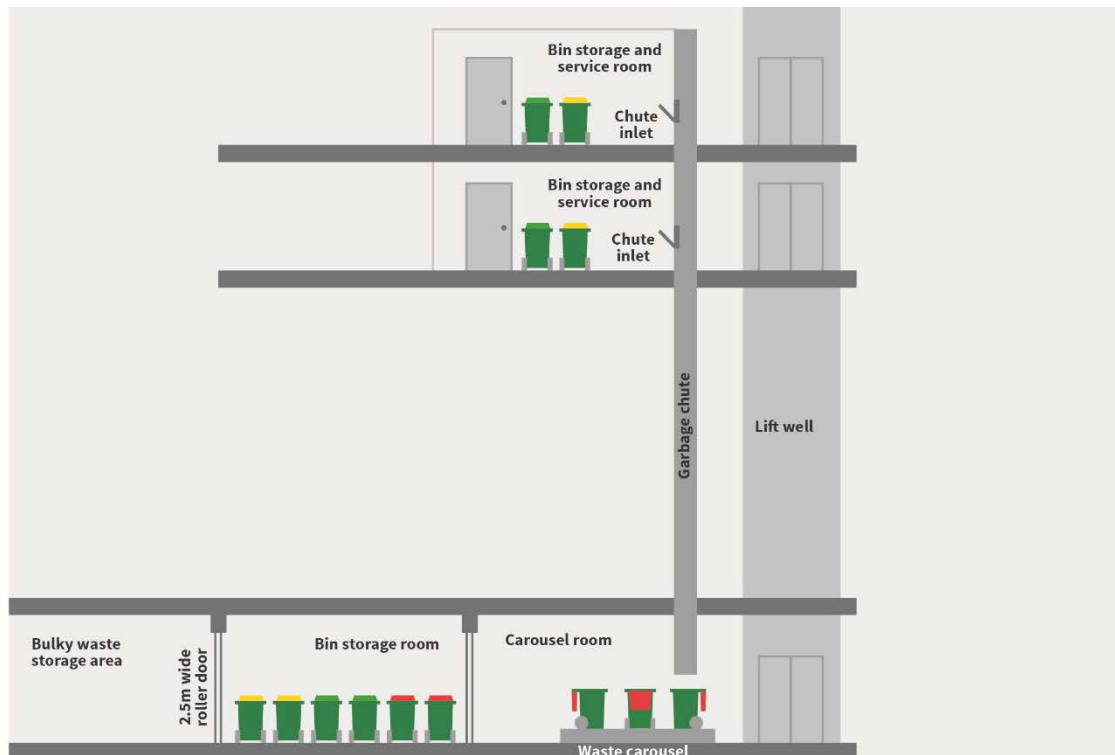 Bin storage and
service room
Chute
inlet
Bin storage and
service room
Chute
inlet
Garbage chute
Lift well
Bulky waste
storage area
2.5m wide
roller door
Bin storage room
Carousel room
Waste carousel